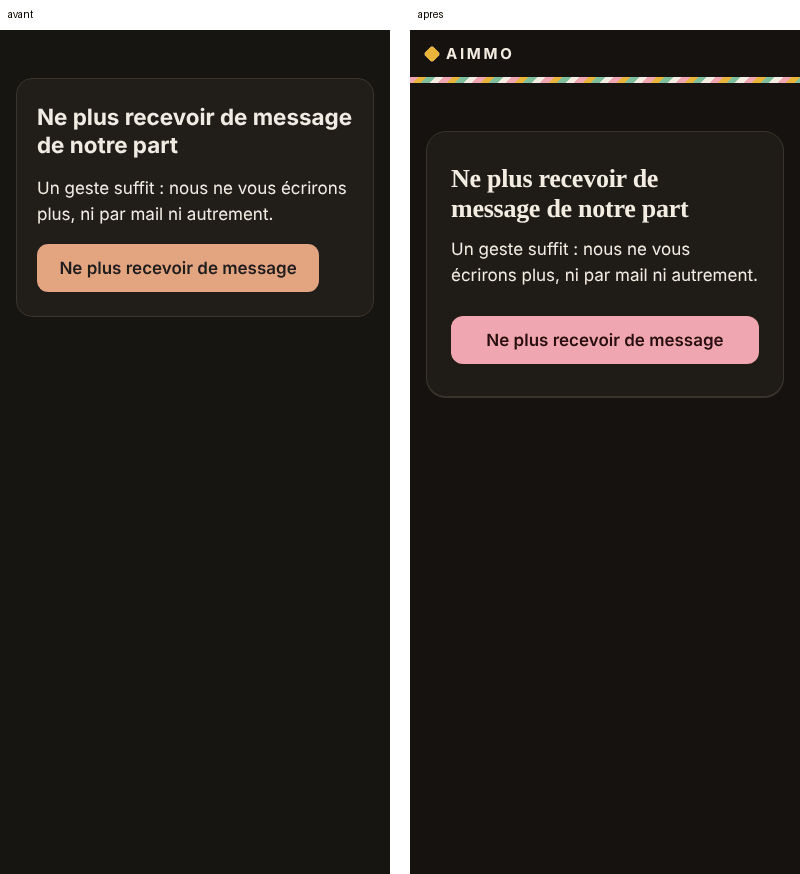 avant
Ne plus recevoir de message
de notre part
Un geste suffit : nous ne vous écrirons
plus, ni par mail ni autrement.
Ne plus recevoir de message
apres
AIMMO
Ne plus recevoir de
message de notre part
Un geste suffit : nous ne vous
écrirons plus, ni par mail ni autrement.
Ne plus recevoir de message